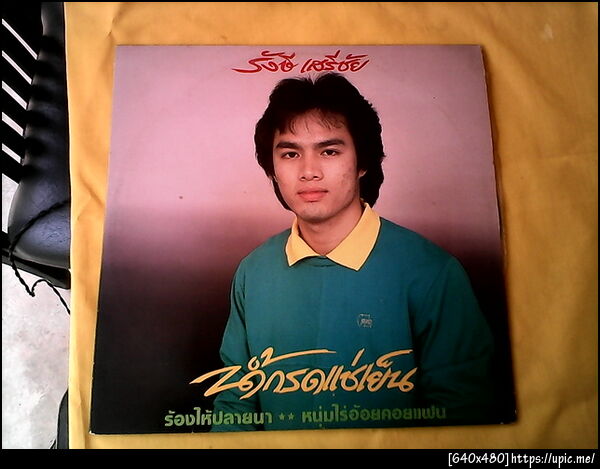 รังษี เสรีชัย
น้ำกรดแช่เย็น
ร้องไห้ปลายนา ** หนุ่มไร่อ้อยคอยแฟน
[640x480]https://upic.me/